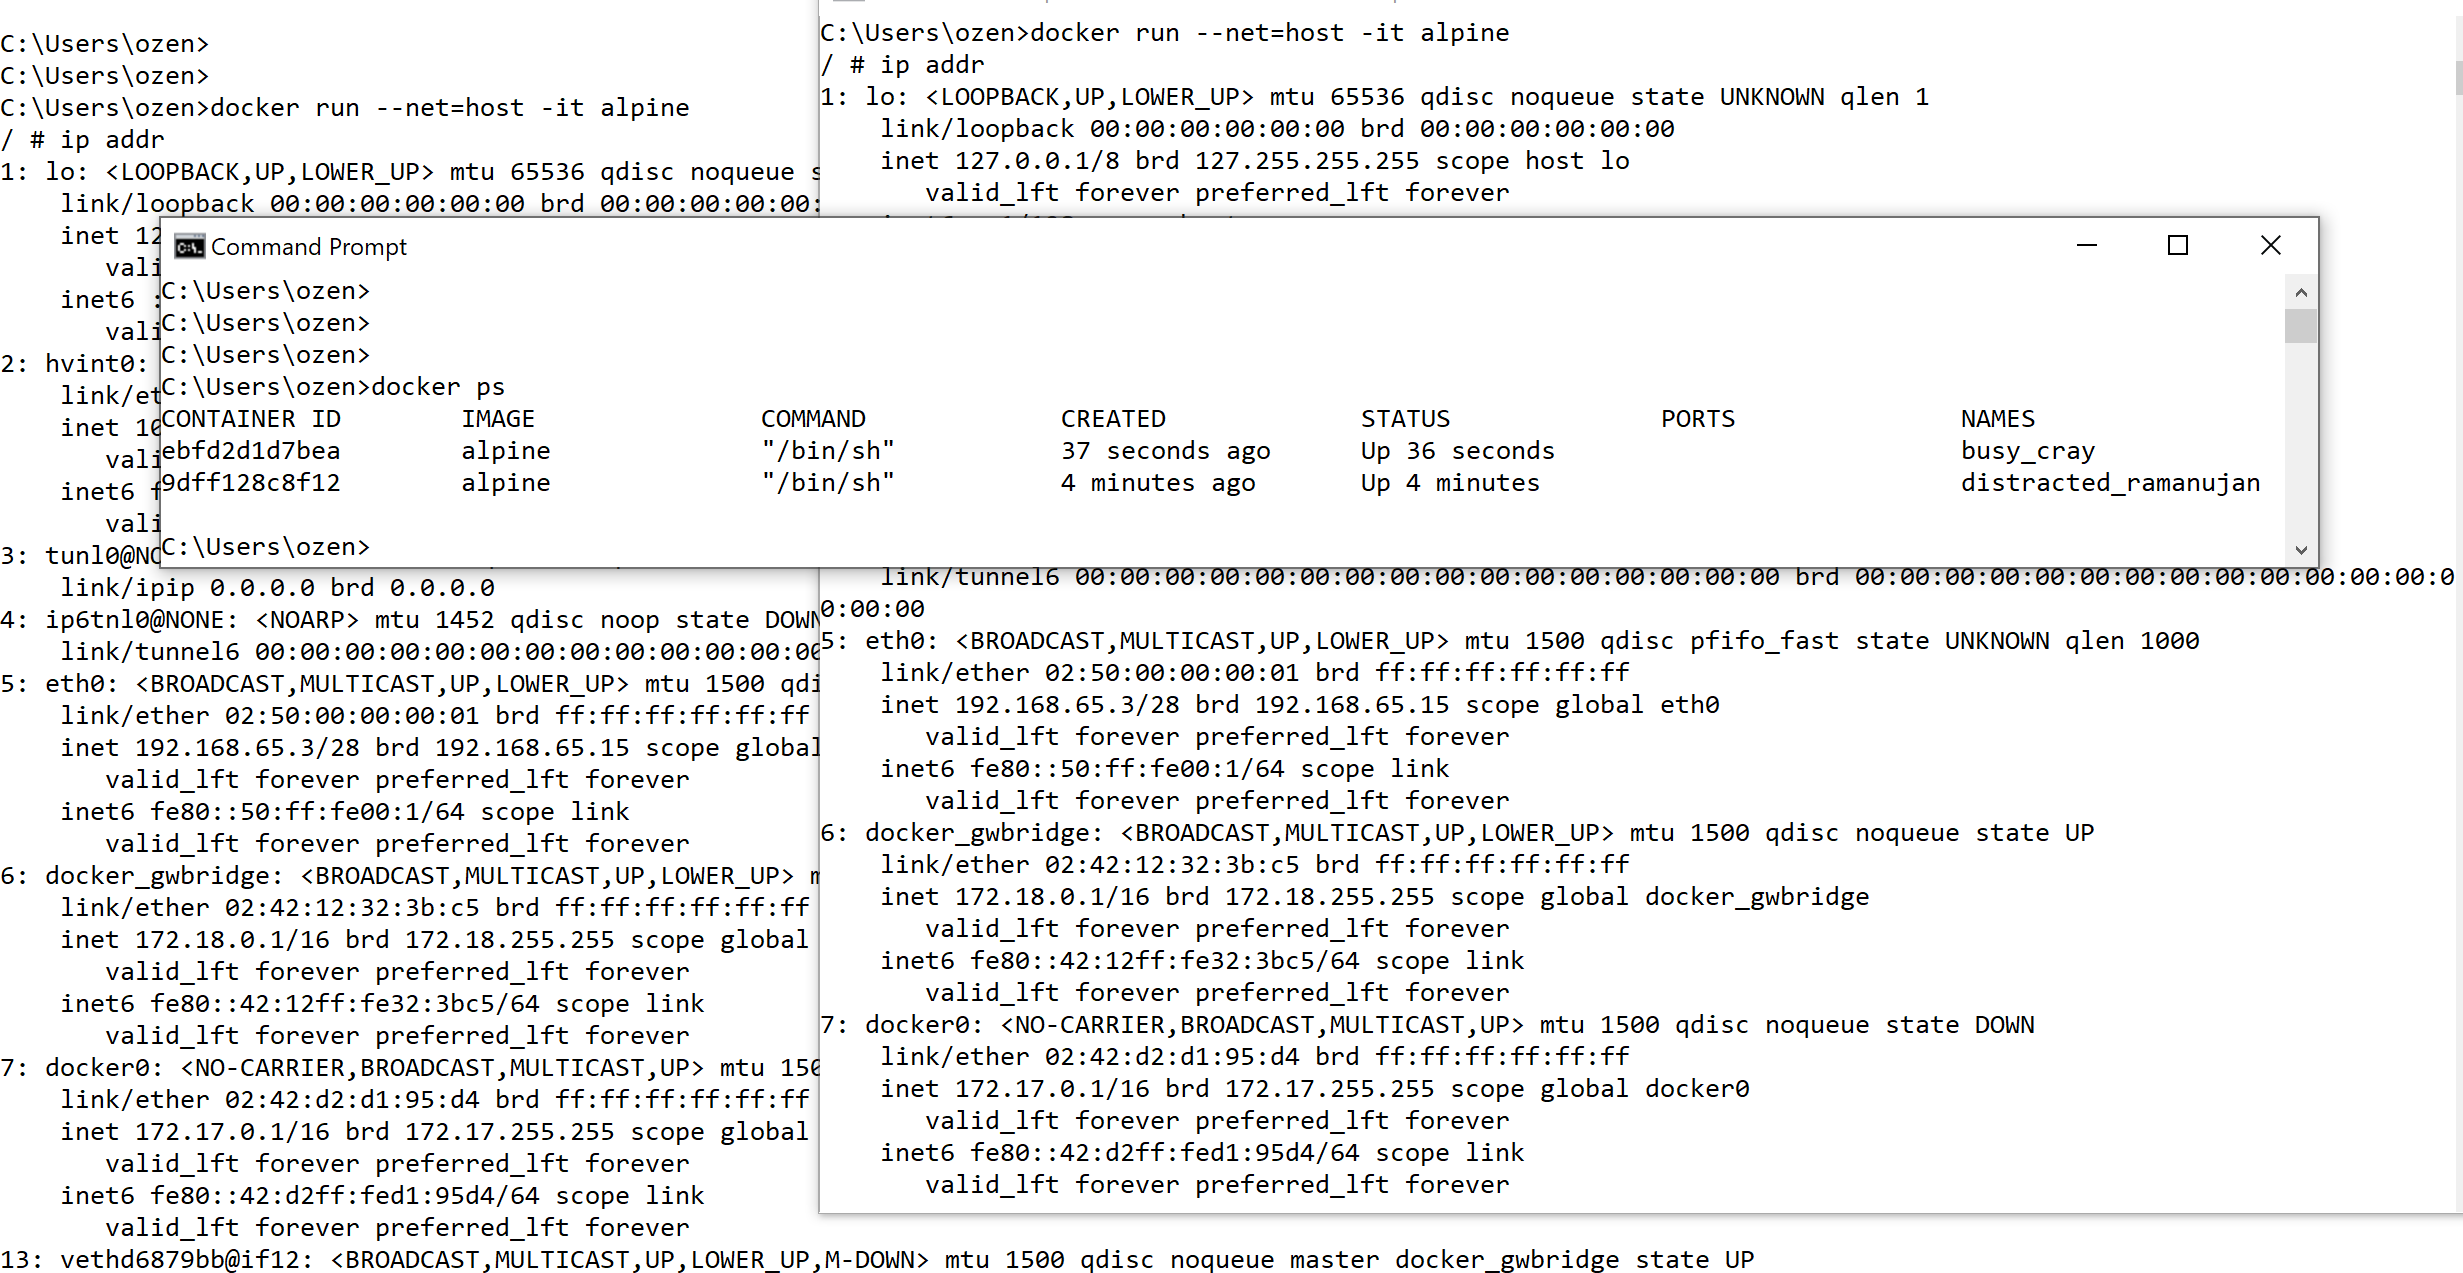 C:\Users\ozen>
C:\Users\ozen>
C:\Users\ozen>docker run --net=host -it alpine
/ # ip addr
1: lo: <LOOPBACK,UP,LOWER_UP> mtu 65536 qdisc noqueue
    link/loopback 00:00:00:00:00:00 brd 00:00:00:00:00:
    inet
    inet6
2: hvint0:
    inet
    inet6
3:
    link/ipip 0.0.0.0 brd 0.0.0.0
4: ip6tnl0@NONE: <NOARP> mtu 1452 qdisc noop state DOWN
    link/tunnel6 00:00:00:00:00:00:00:00:00:00:00:00:00
5: eth0: <BROADCAST,MULTICAST,UP,LOWER_UP> mtu 1500
    link/ether 02:50:00:00:00:01 brd ff:ff:ff:ff:ff:ff
    inet 192.168.65.3/28 brd 192.168.65.15 scope global
       valid_lft forever preferred_lft forever
    inet6 fe80::50:ff:fe00:1/64 scope link
       valid_lft forever preferred_lft forever
6: docker_gwbridge: <BROADCAST,MULTICAST,UP,LOWER_UP>
    link/ether 02:42:12:32:3b:c5 brd ff:ff:ff:ff:ff:ff
    inet 172.18.0.1/16 brd 172.18.255.255 scope global
       valid_lft forever preferred_lft forever
    inet6 fe80::42:12ff:fe32:3bc5/64 scope link
       valid_lft forever preferred_lft forever
7: docker0: <NO-CARRIER,BROADCAST,MULTICAST,UP> mtu
    link/ether 02:42:d2:d1:95:d4 brd ff:ff:ff:ff:ff:ff
    inet 172.17.0.1/16 brd 172.17.255.255 scope global
       valid_lft forever preferred_lft forever
    inet6 fe80::42:d2ff:fed1:95d4/64 scope link
       valid_lft forever preferred_lft forever
13: vethd6879bb@if12: <BROADCAST,MULTICAST,UP,LOWER_UP,M-DOWN> mtu 1500 qdisc noqueue master docker_gwbridge state UP
C:\Users\ozen>docker run --net=host -it alpine
/ # ip addr
1: lo: <LOOPBACK,UP,LOWER_UP> mtu 65536 qdisc noqueue state UNKNOWN qlen 1
    link/loopback 00:00:00:00:00:00 brd 00:00:00:00:00:00
    inet 127.0.0.1/8 brd 127.255.255.255 scope host lo
       valid_lft forever preferred_lft forever
Command Prompt
C:\Users\ozen>
C:\Users\ozen>
C:\Users\ozen>
C:\Users\ozen>docker ps
CONTAINER ID        IMAGE               COMMAND             CREATED             STATUS              PORTS               NAMES
ebfd2d1d7bea        alpine              "/bin/sh"           37 seconds ago      Up 36 seconds                           busy_cray
9dff128c8f12        alpine              "/bin/sh"           4 minutes ago       Up 4 minutes                            distracted_ramanujan
C:\Users\ozen>
    link/tunnel6 00:00:00:00:00:00:00:00:00:00:00:00:00:00:00:00 brd 00:00:00:00:00:00:00:00:00:00:00:00:00:0
0:00:00
5: eth0: <BROADCAST,MULTICAST,UP,LOWER_UP> mtu 1500 qdisc pfifo_fast state UNKNOWN qlen 1000
    link/ether 02:50:00:00:00:01 brd ff:ff:ff:ff:ff:ff
    inet 192.168.65.3/28 brd 192.168.65.15 scope global eth0
       valid_lft forever preferred_lft forever
    inet6 fe80::50:ff:fe00:1/64 scope link
       valid_lft forever preferred_lft forever
6: docker_gwbridge: <BROADCAST,MULTICAST,UP,LOWER_UP> mtu 1500 qdisc noqueue state UP
    link/ether 02:42:12:32:3b:c5 brd ff:ff:ff:ff:ff:ff
    inet 172.18.0.1/16 brd 172.18.255.255 scope global docker_gwbridge
       valid_lft forever preferred_lft forever
    inet6 fe80::42:12ff:fe32:3bc5/64 scope link
       valid_lft forever preferred_lft forever
7: docker0: <NO-CARRIER,BROADCAST,MULTICAST,UP> mtu 1500 qdisc noqueue state DOWN
    link/ether 02:42:d2:d1:95:d4 brd ff:ff:ff:ff:ff:ff
    inet 172.17.0.1/16 brd 172.17.255.255 scope global docker0
       valid_lft forever preferred_lft forever
    inet6 fe80::42:d2ff:fed1:95d4/64 scope link
       valid_lft forever preferred_lft forever